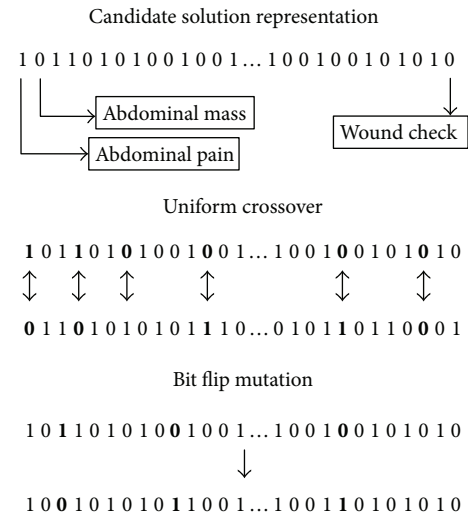 Candidate solution representation
1 0 1 1 0 1 0 1 0 0 1 0 0 1 … 1 0 0 1 0 0 1 0 1 0 1 0
Abdominal mass
Wound check
Abdominal pain
Uniform crossover
1 0 1 1 0 1 0 1 0 0 1 0 0 1 … 1 0 0 1 0 0 1 0 1 0 1 0
0 1 1 0 1 0 1 0 1 0 1 1 1 0 … 0 1 0 1 1 0 1 1 0 0 0 1
Bit flip mutation
1 0 1 1 0 1 0 1 0 0 1 0 0 1 … 1 0 0 1 0 0 1 0 1 0 1 0
1 0 0 1 0 1 0 1 0 1 1 0 0 1 … 1 0 0 1 1 0 1 0 1 0 1 0